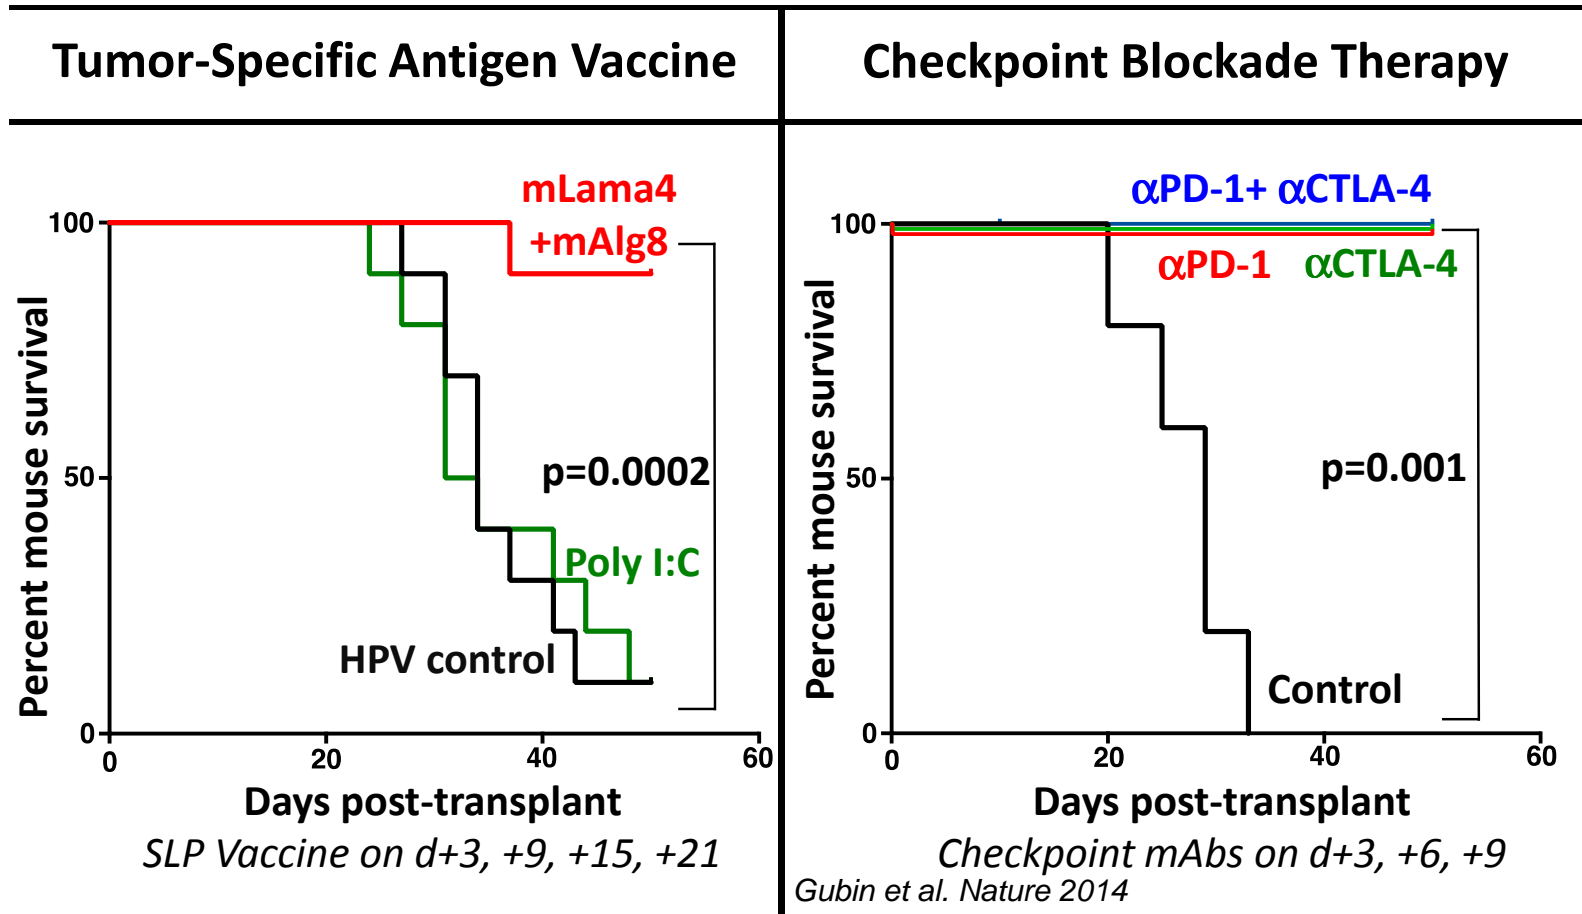 Tumor-Specific Antigen Vaccine
Checkpoint Blockade Therapy
mLama4
+mAlg8
100
50
0
p=0.0002
Poly I:C
HPV control
Percent mouse survival
0
20
40
60
Days post-transplant
SLP Vaccine on d+3, +9, +15, +21
αPD-1+ αCTLA-4
αPD-1
αCTLA-4
100
50
0
p=0.001
Control
Percent mouse survival
0
20
40
60
Days post-transplant
Checkpoint mAbs on d+3, +6, +9
Gubin et al. Nature 2014